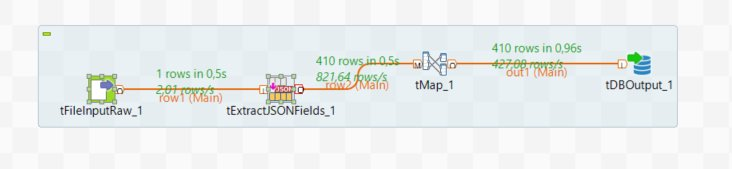 1 rows in 0,5s
2,01 rows/s
row1 (Main)
410 rows in 0,5s
821,64 rows/s
row2 (Main)
410 rows in 0,96s
427,08 rows/s
out1 (Main)
JSON
tFileInputRaw_1
tExtractJSONFields_1
tMap_1
tDBOutput_1